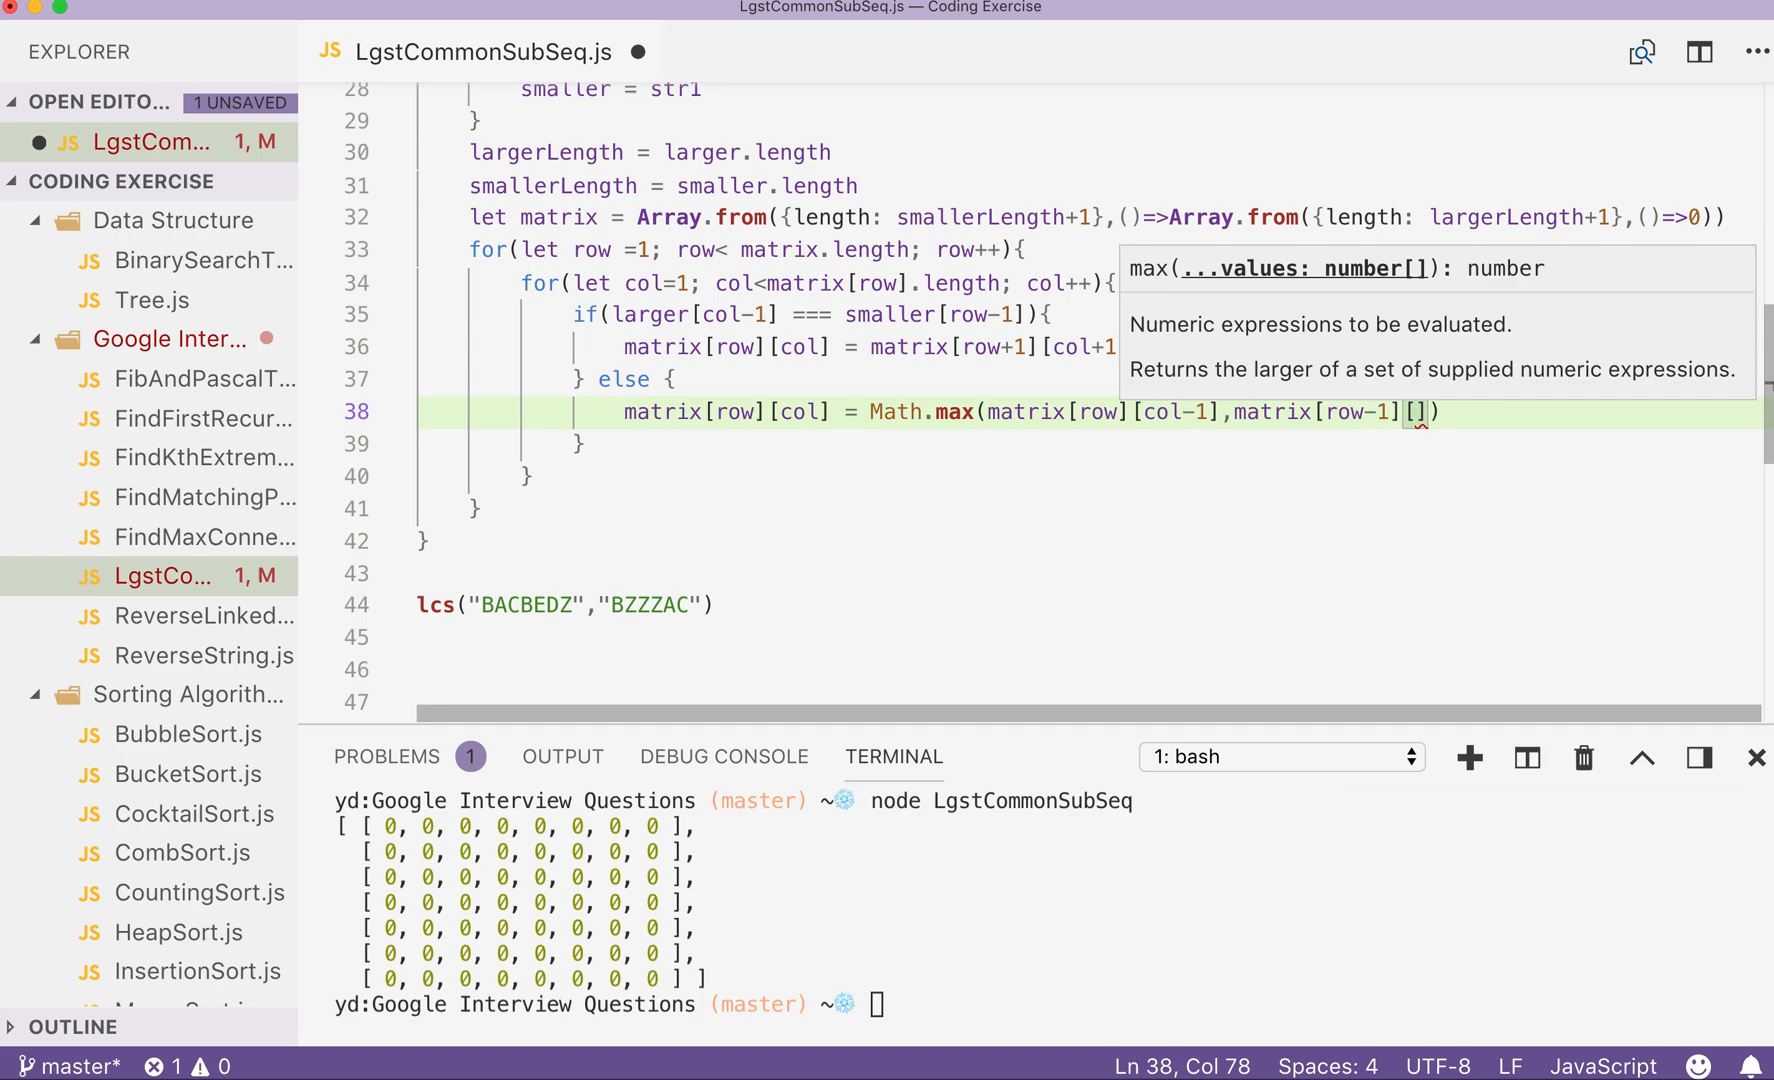 LgstCommonSubSeq.js — Coding Exercise
EXPLORER
JS LgstCommonSubSeq.js
OPEN EDITO... 1 UNSAVED
JS LgstCom... 1, M
CODING EXERCISE
Data Structure
JS BinarySearchT...
JS Tree.js
Google Inter...
JS FibAndPascalT...
JS FindFirstRecur...
JS FindKthExtrem...
JS FindMatchingP...
JS FindMaxConne...
JS LgstCo... 1, M
JS ReverseLinked...
JS ReverseString.js
Sorting Algorith...
JS BubbleSort.js
JS BucketSort.js
JS CocktailSort.js
JS CombSort.js
JS CountingSort.js
JS HeapSort.js
JS InsertionSort.js
OUTLINE
28 smaller = str1
29 }
30 largerLength = larger.length
31 smallerLength = smaller.length
32 let matrix = Array.from({length: smallerLength+1},()=>Array.from({length: largerLength+1},()=>0))
33 for(let row =1; row< matrix.length; row++){
34 for(let col=1; col<matrix[row].length; col++){
35 if(larger[col-1] === smaller[row-1]){
36 matrix[row][col] = matrix[row+1][col+1
37 } else {
38 matrix[row][col] = Math.max(matrix[row][col-1],matrix[row-1][])
39 }
40 }
41 }
42 }
43
44 lcs("BACBEDZ","BZZZAC")
45
46
47
max(...values: number[]): number
Numeric expressions to be evaluated.
Returns the larger of a set of supplied numeric expressions.
PROBLEMS 1 OUTPUT DEBUG CONSOLE TERMINAL 1: bash
yd:Google Interview Questions (master) ~❄ node LgstCommonSubSeq
[ [ 0, 0, 0, 0, 0, 0, 0, 0 ],
[ 0, 0, 0, 0, 0, 0, 0, 0 ],
[ 0, 0, 0, 0, 0, 0, 0, 0 ],
[ 0, 0, 0, 0, 0, 0, 0, 0 ],
[ 0, 0, 0, 0, 0, 0, 0, 0 ],
[ 0, 0, 0, 0, 0, 0, 0, 0 ],
[ 0, 0, 0, 0, 0, 0, 0, 0 ] ]
yd:Google Interview Questions (master) ~❄
master* 1 0 Ln 38, Col 78 Spaces: 4 UTF-8 LF JavaScript